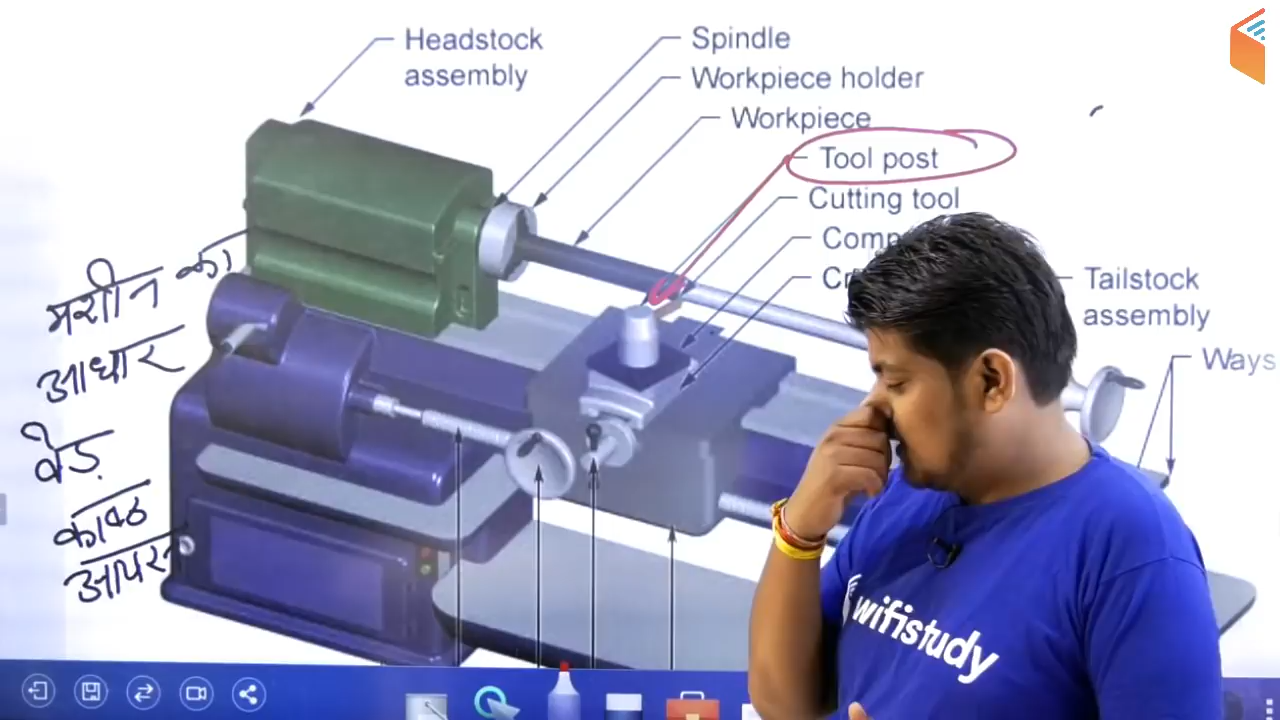 Headstock
assembly
Spindle
Workpiece holder
Workpiece
Tool post
Cutting tool
Tailstock
assembly
Ways
मशीन का
आधार
बेड
wifistudy